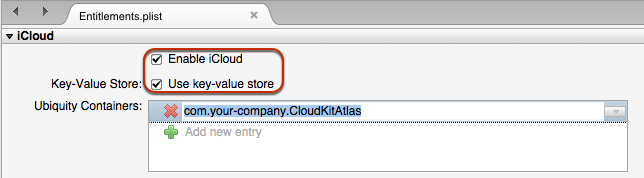 Entitlements.plist
iCloud
Enable iCloud
Key-Value Store: Use key-value store
Ubiquity Containers: com.your-company.CloudKitAtlas
Add new entry